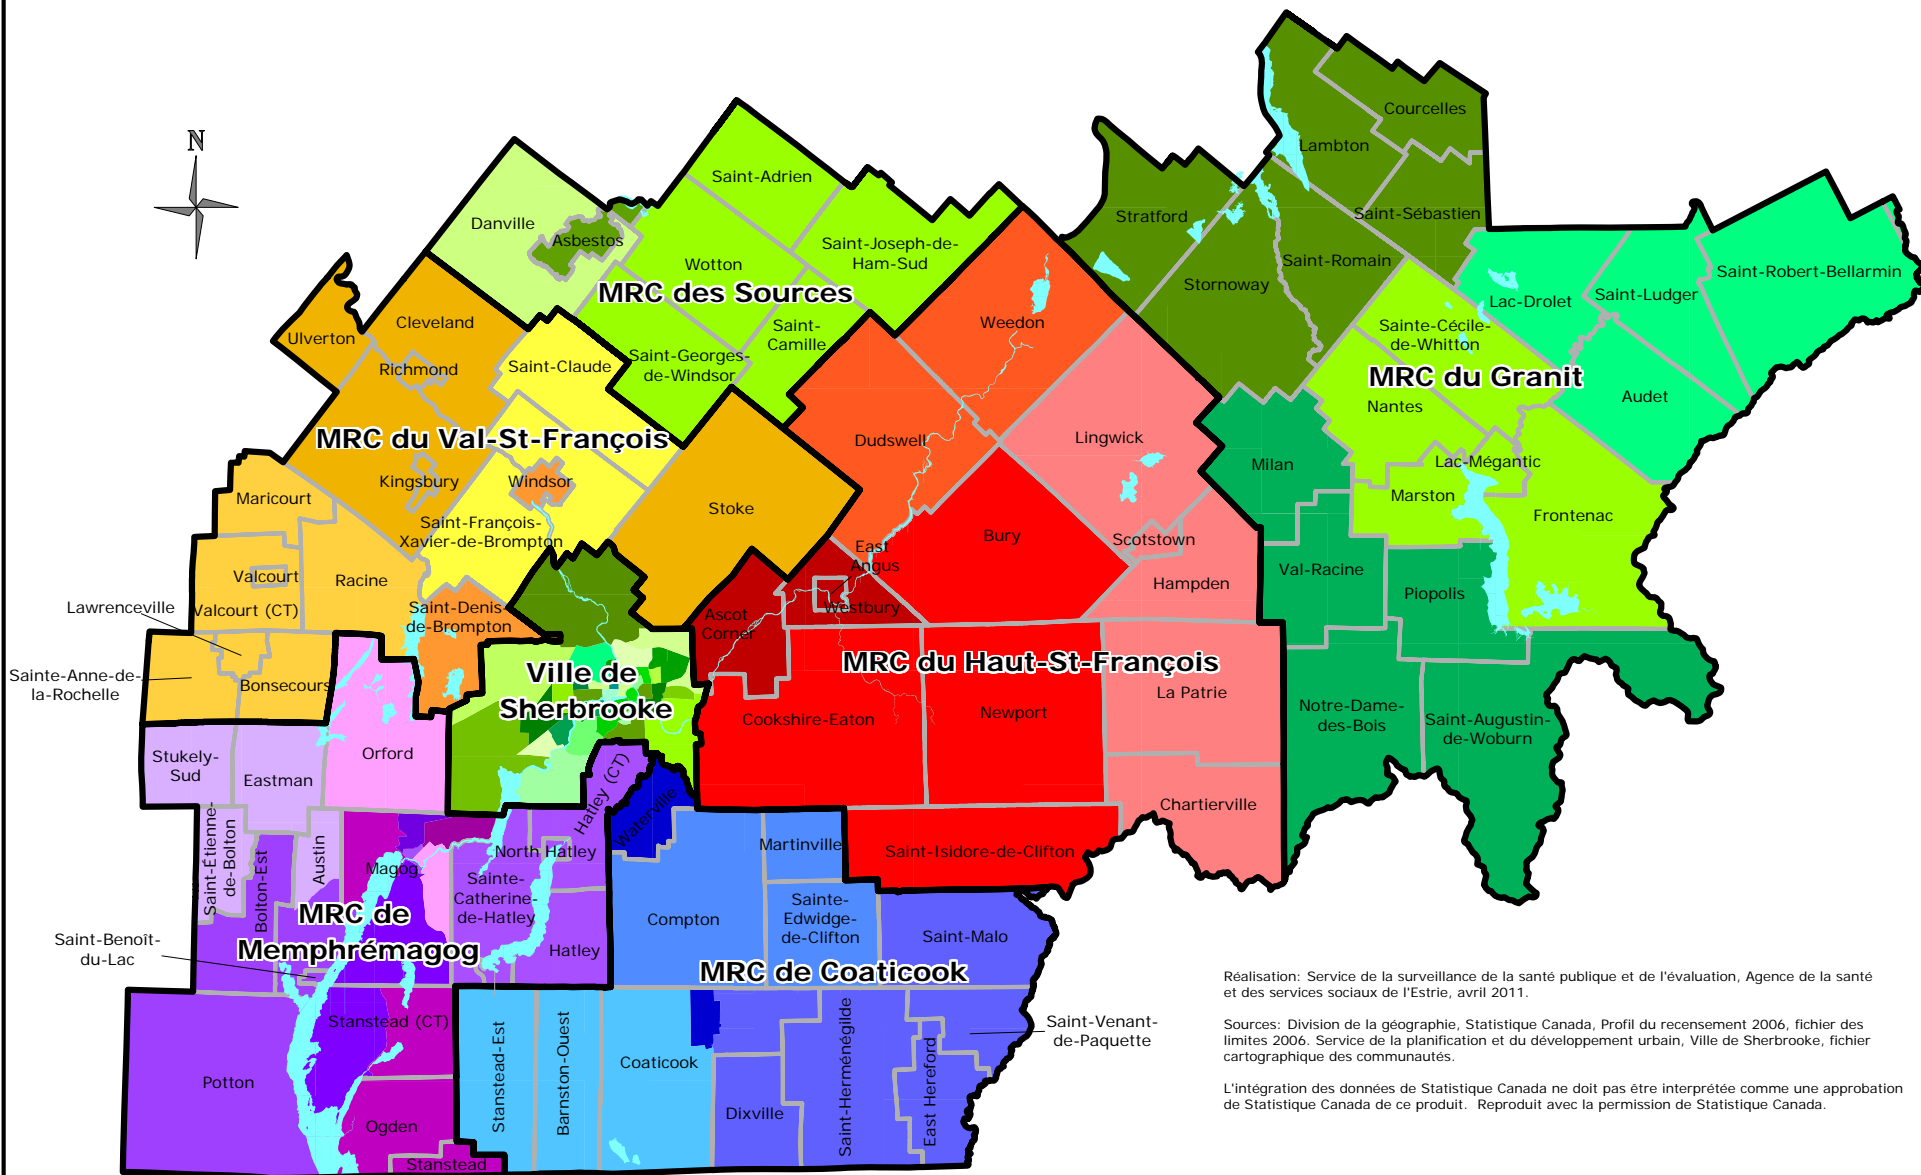 N
Courcelles
Lambton
Saint-Adrien
Saint-Sébastien
Stratford
Danville
Asbestos
Saint-Joseph-de-
Ham-Sud
Wotton
Saint-Romain
Saint-Robert-Bellarmin
MRC des Sources
Stornoway
Saint-Ludger
Lac-Drolet
Cleveland
Weedon
Ulverton
Saint-
Camille
Sainte-Cécile-
de-Whitton
Saint-Georges-
de-Windsor
Saint-Claude
Richmond
MRC du Granit
Audet
Nantes
MRC du Val-St-François
Dudswell
Lingwick
Milan
Lac-Mégantic
Kingsbury
Windsor
Marston
Maricourt
Stoke
Frontenac
Saint-François-
Xavier-de-Brompton
Bury
Scotstown
East
Angus
Valcourt
Racine
Val-Racine
Hampden
Piopolis
Lawrenceville
Valcourt (CT)
Saint-Denis-
de-Brompton
Westbury
Ascot
Corner
MRC du Haut-St-François
Ville de
Sherbrooke
Sainte-Anne-de-
la-Rochelle
Bonsecours
La Patrie
Cookshire-Eaton
Newport
Notre-Dame-
des-Bois
Saint-Augustin-
de-Woburn
Stukely-
Sud
Eastman
Orford
Hatley (CT)
Waterville
Chartierville
Saint-Étienne-
de-Bolton
Bolton-Est
Austin
Magog
North Hatley
Martinville
Saint-Isidore-de-Clifton
Sainte-
Catherine-
de-Hatley
MRC de
Memphrémagog
Compton
Sainte-
Edwidge-
de-Clifton
Saint-Malo
Saint-Benoît-
du-Lac
Hatley
MRC de Coaticook
Stanstead (CT)
Stanstead-Est
Barnston-Ouest
Coaticook
Saint-Herménégilde
Saint-Venant-
de-Paquette
East Hereford
Potton
Dixville
Ogden
Stanstead
Réalisation: Service de la surveillance de la santé publique et de l'évaluation, Agence de la santé
et des services sociaux de l'Estrie, avril 2011.
Sources: Division de la géographie, Statistique Canada, Profil du recensement 2006, fichier des
limites 2006. Service de la planification et du développement urbain, Ville de Sherbrooke, fichier
cartographique des communautés.
L'intégration des données de Statistique Canada ne doit pas être interprétée comme une approbation
de Statistique Canada de ce produit. Reproduit avec la permission de Statistique Canada.